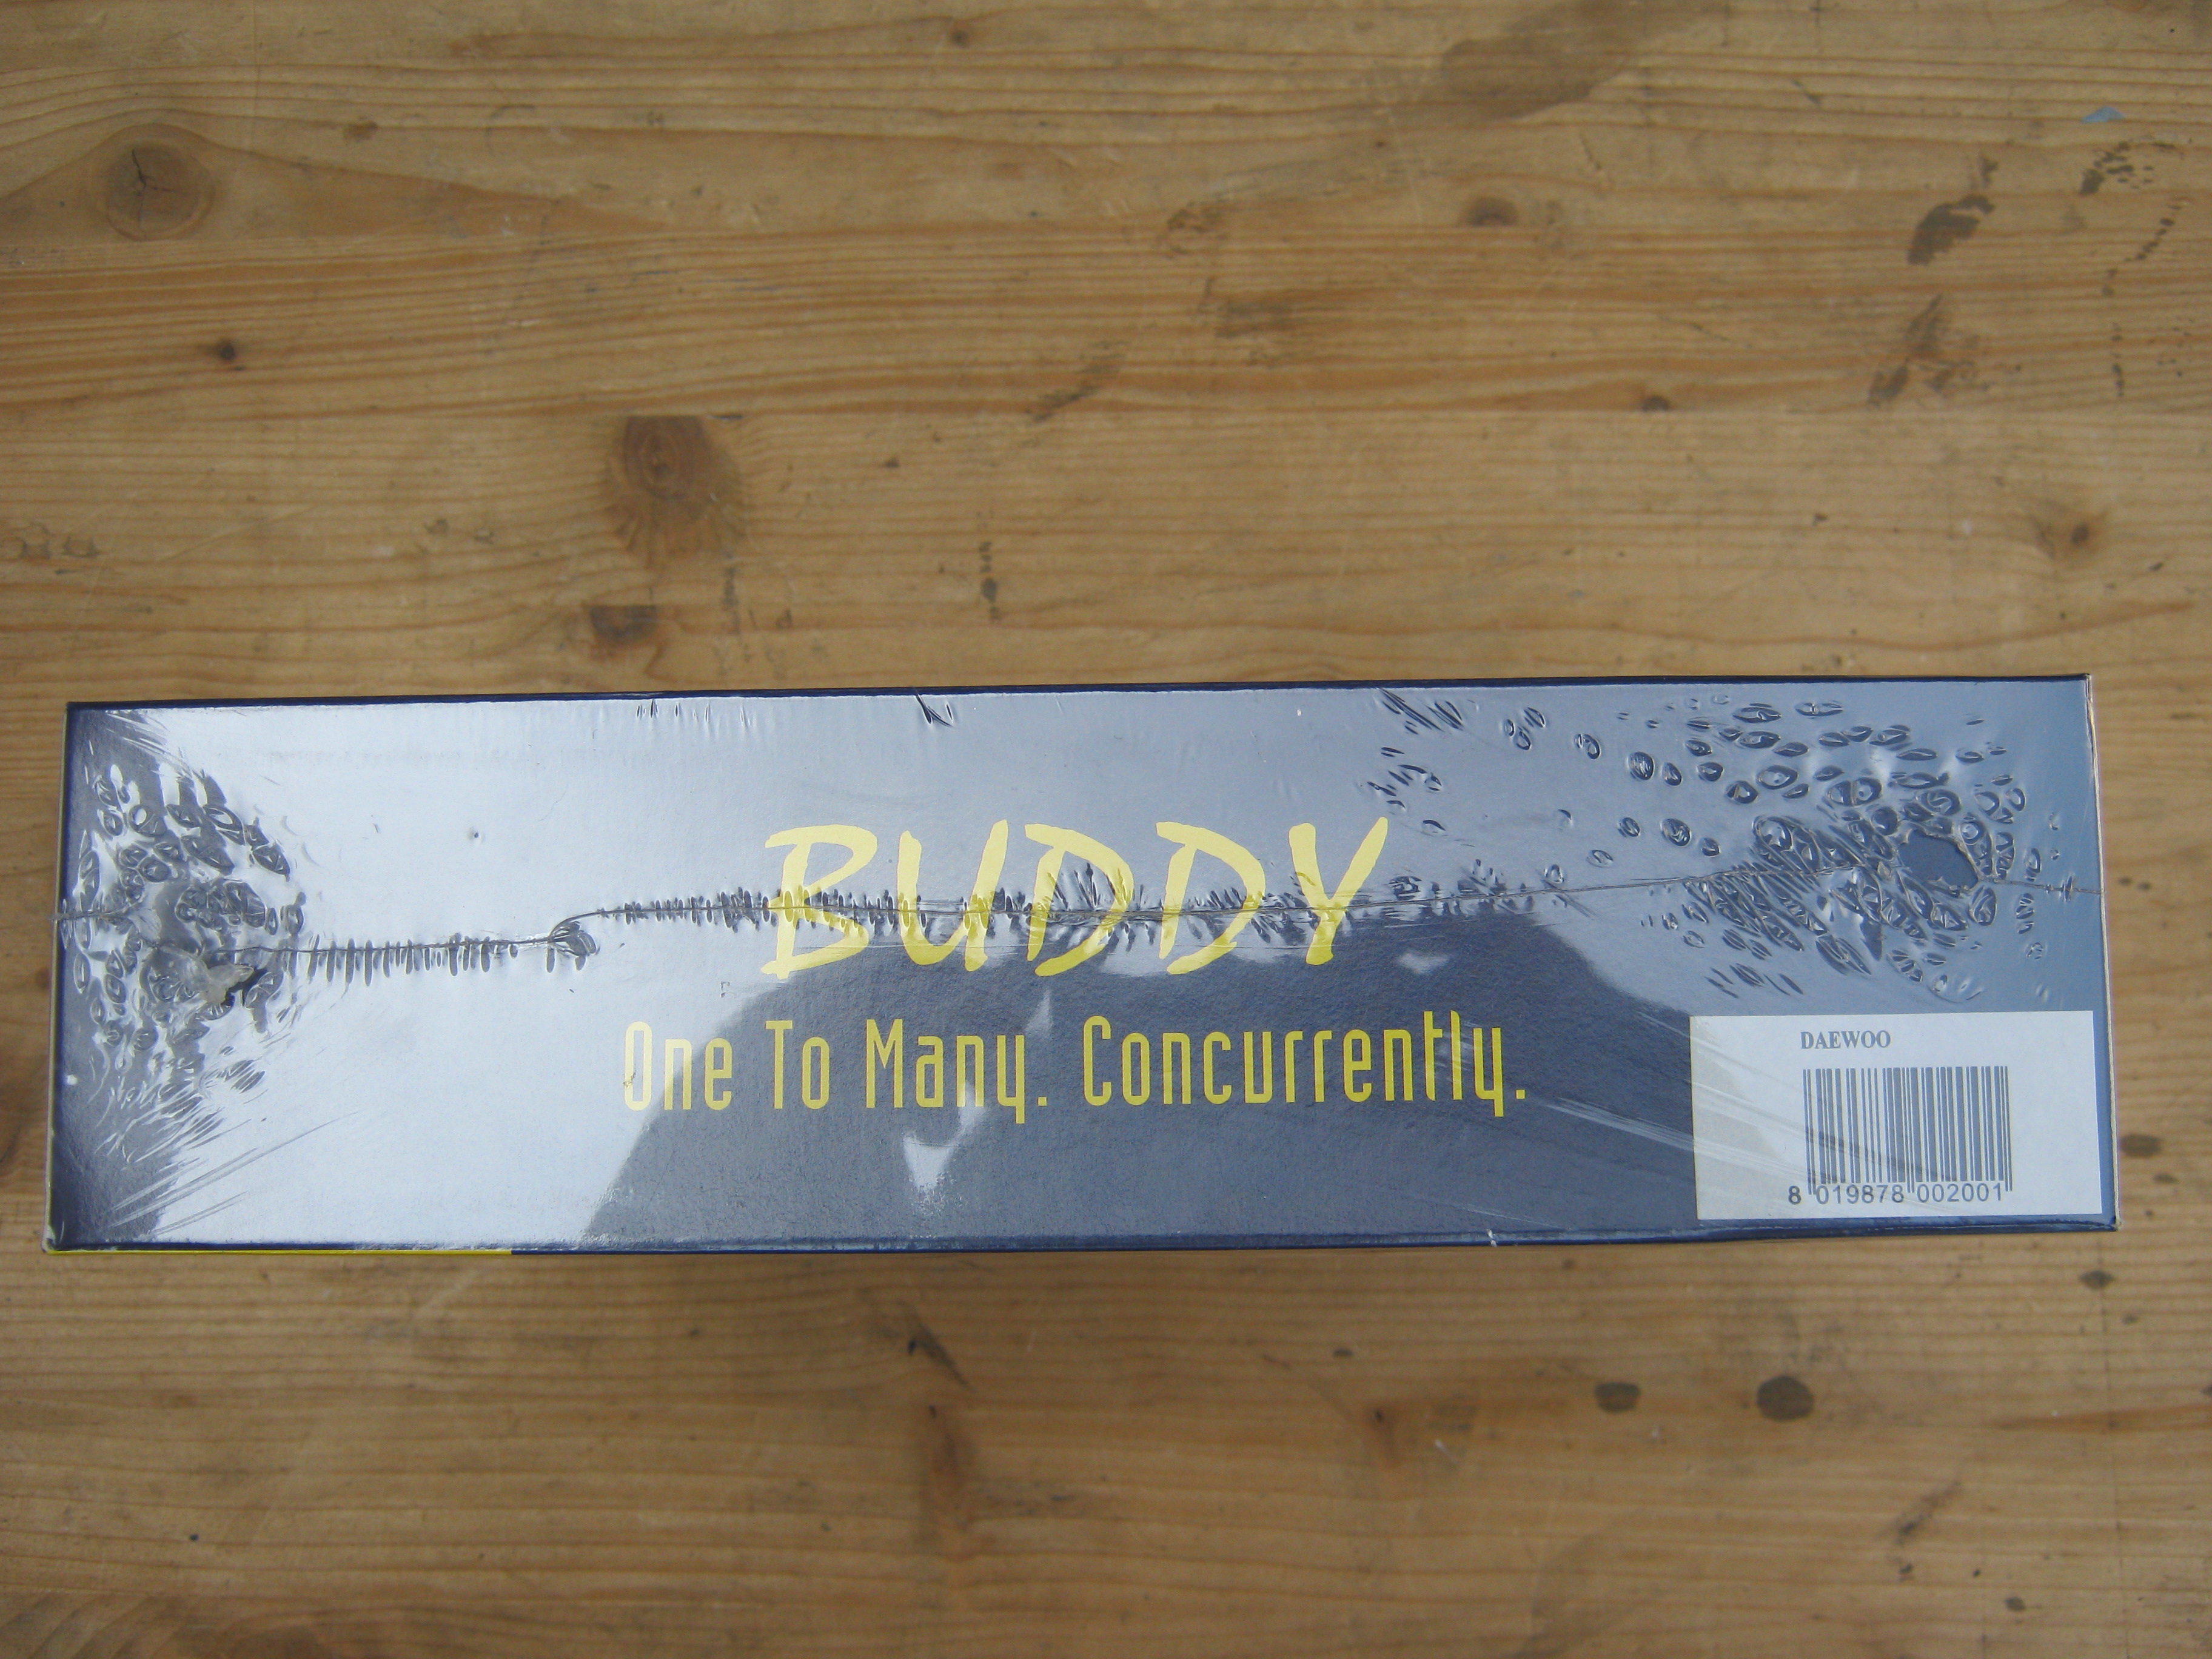 BUDDY
One To Many. Concurrently.
DAEWOO
8 019878 002001